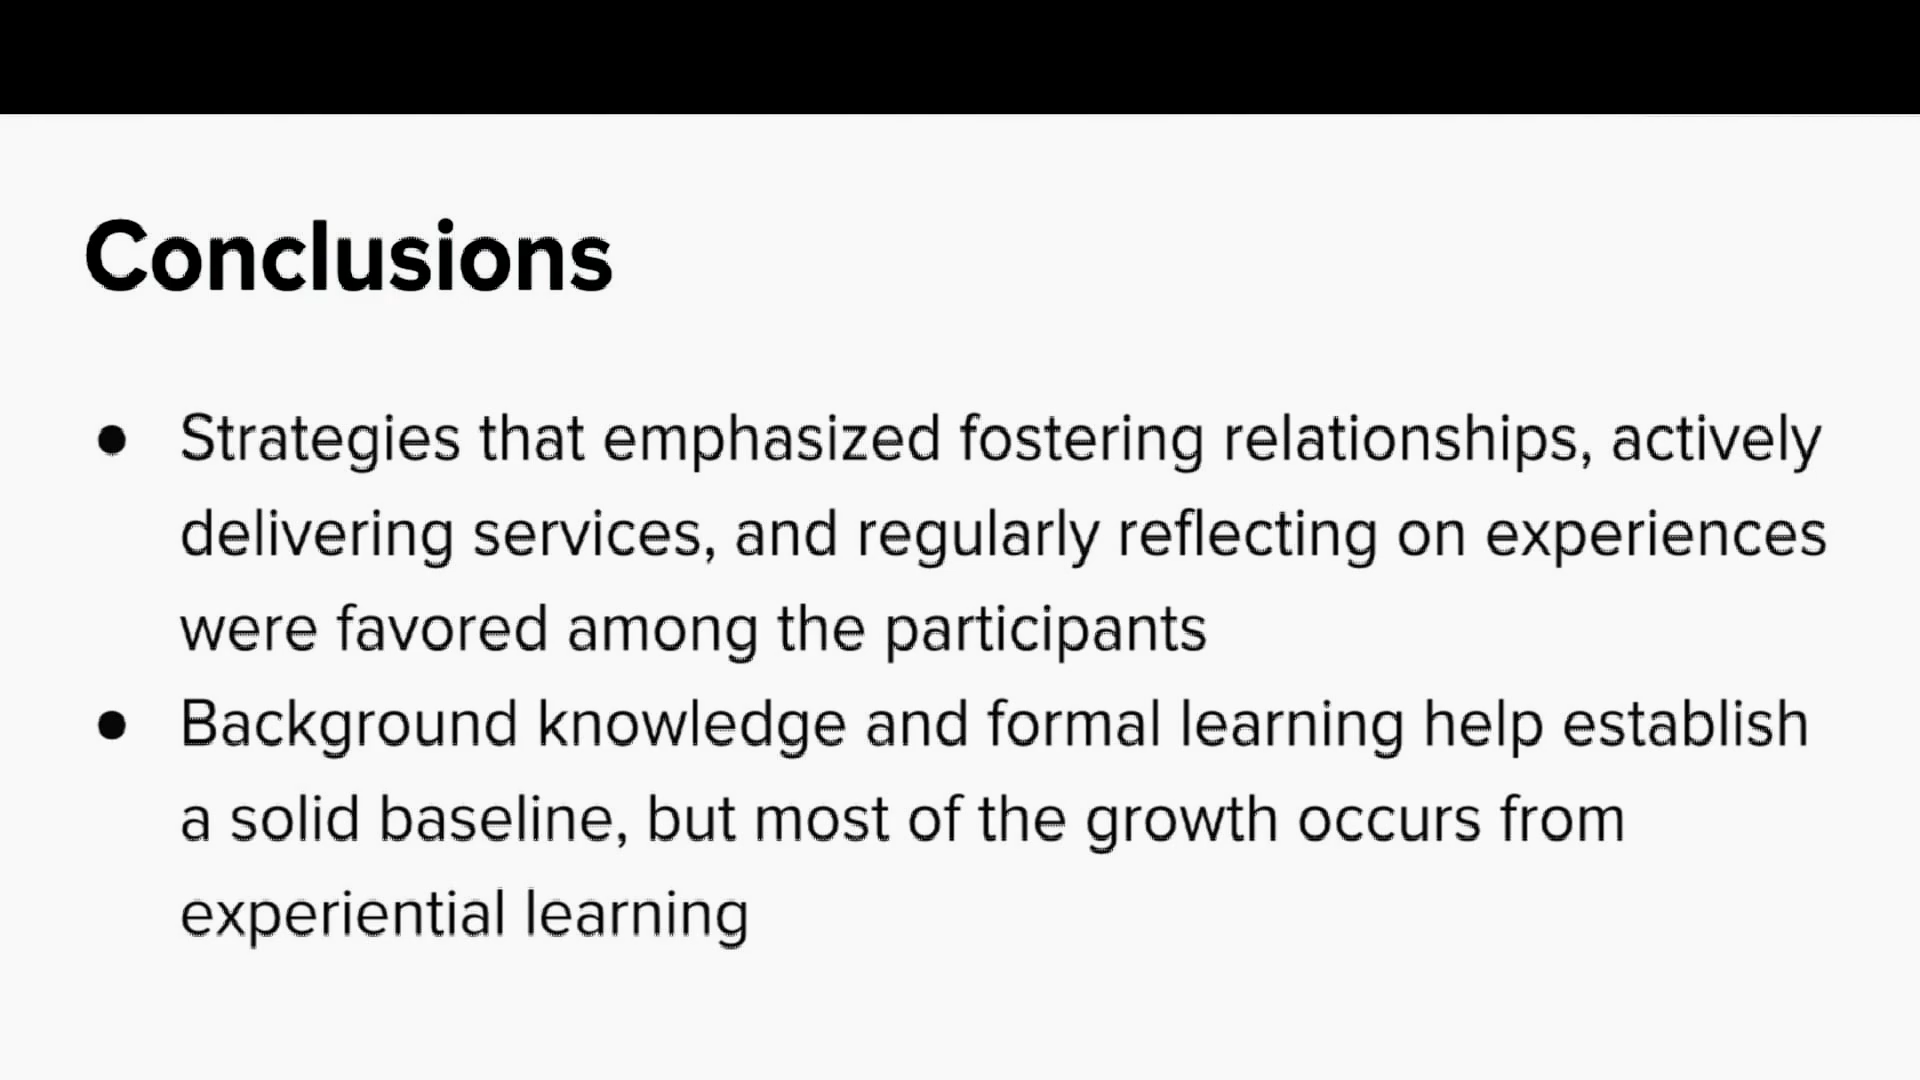 Conclusions
● Strategies that emphasized fostering relationships, actively
delivering services, and regularly reflecting on experiences
were favored among the participants
● Background knowledge and formal learning help establish
a solid baseline, but most of the growth occurs from
experiential learning